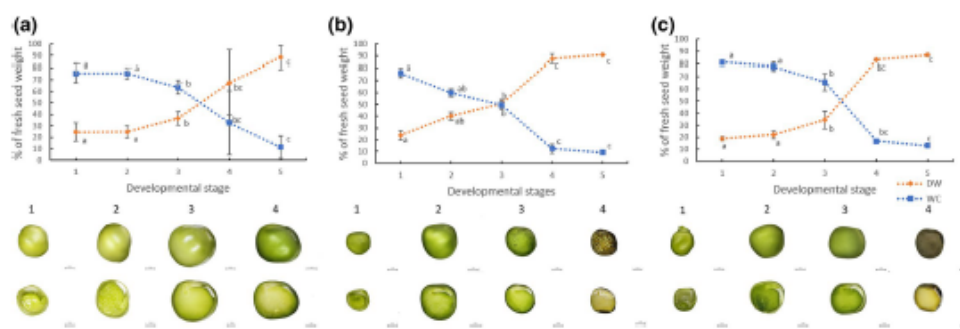 (a)
% of fresh seed weight
100
90
80
70
60
50
40
30
20
10
0
a a b bc c
a a b bc c
1 2 3 4 5
Developmental stage
1 2 3 4
(b)
% of fresh seed weight
100
90
80
70
60
50
40
30
20
10
0
a ab b c c
a ab b c c
1 2 3 4 5
Developmental stages
1 2 3 4
(c)
% of fresh seed weight
100
90
80
70
60
50
40
30
20
10
0
a a b bc c
a a b bc c
1 2 3 4 5
Developmental stage
DW
WC
1 2 3 4